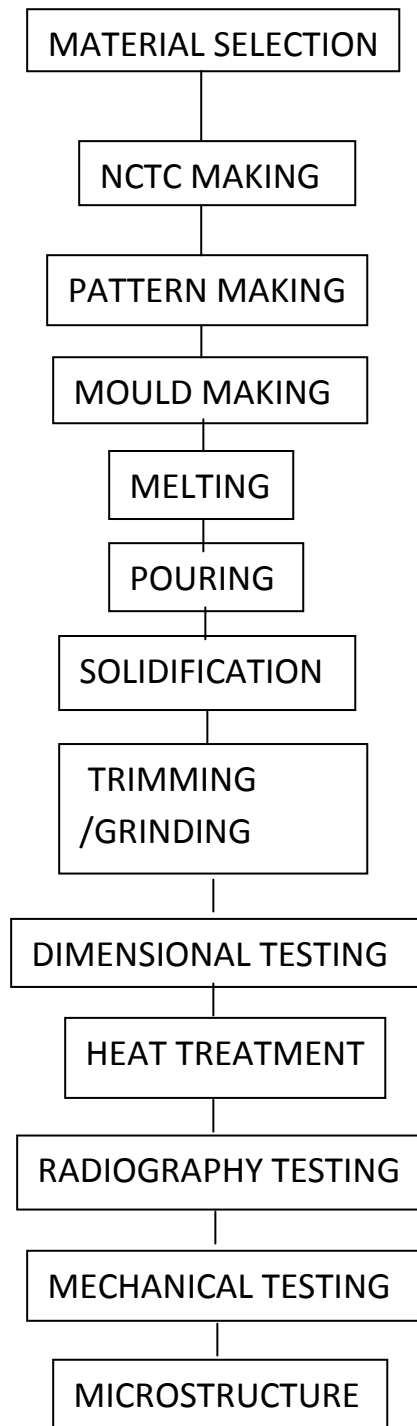 MATERIAL SELECTION
NCTC MAKING
PATTERN MAKING
MOULD MAKING
MELTING
POURING
SOLIDIFICATION
TRIMMING
/GRINDING
DIMENSIONAL TESTING
HEAT TREATMENT
RADIOGRAPHY TESTING
MECHANICAL TESTING
MICROSTRUCTURE